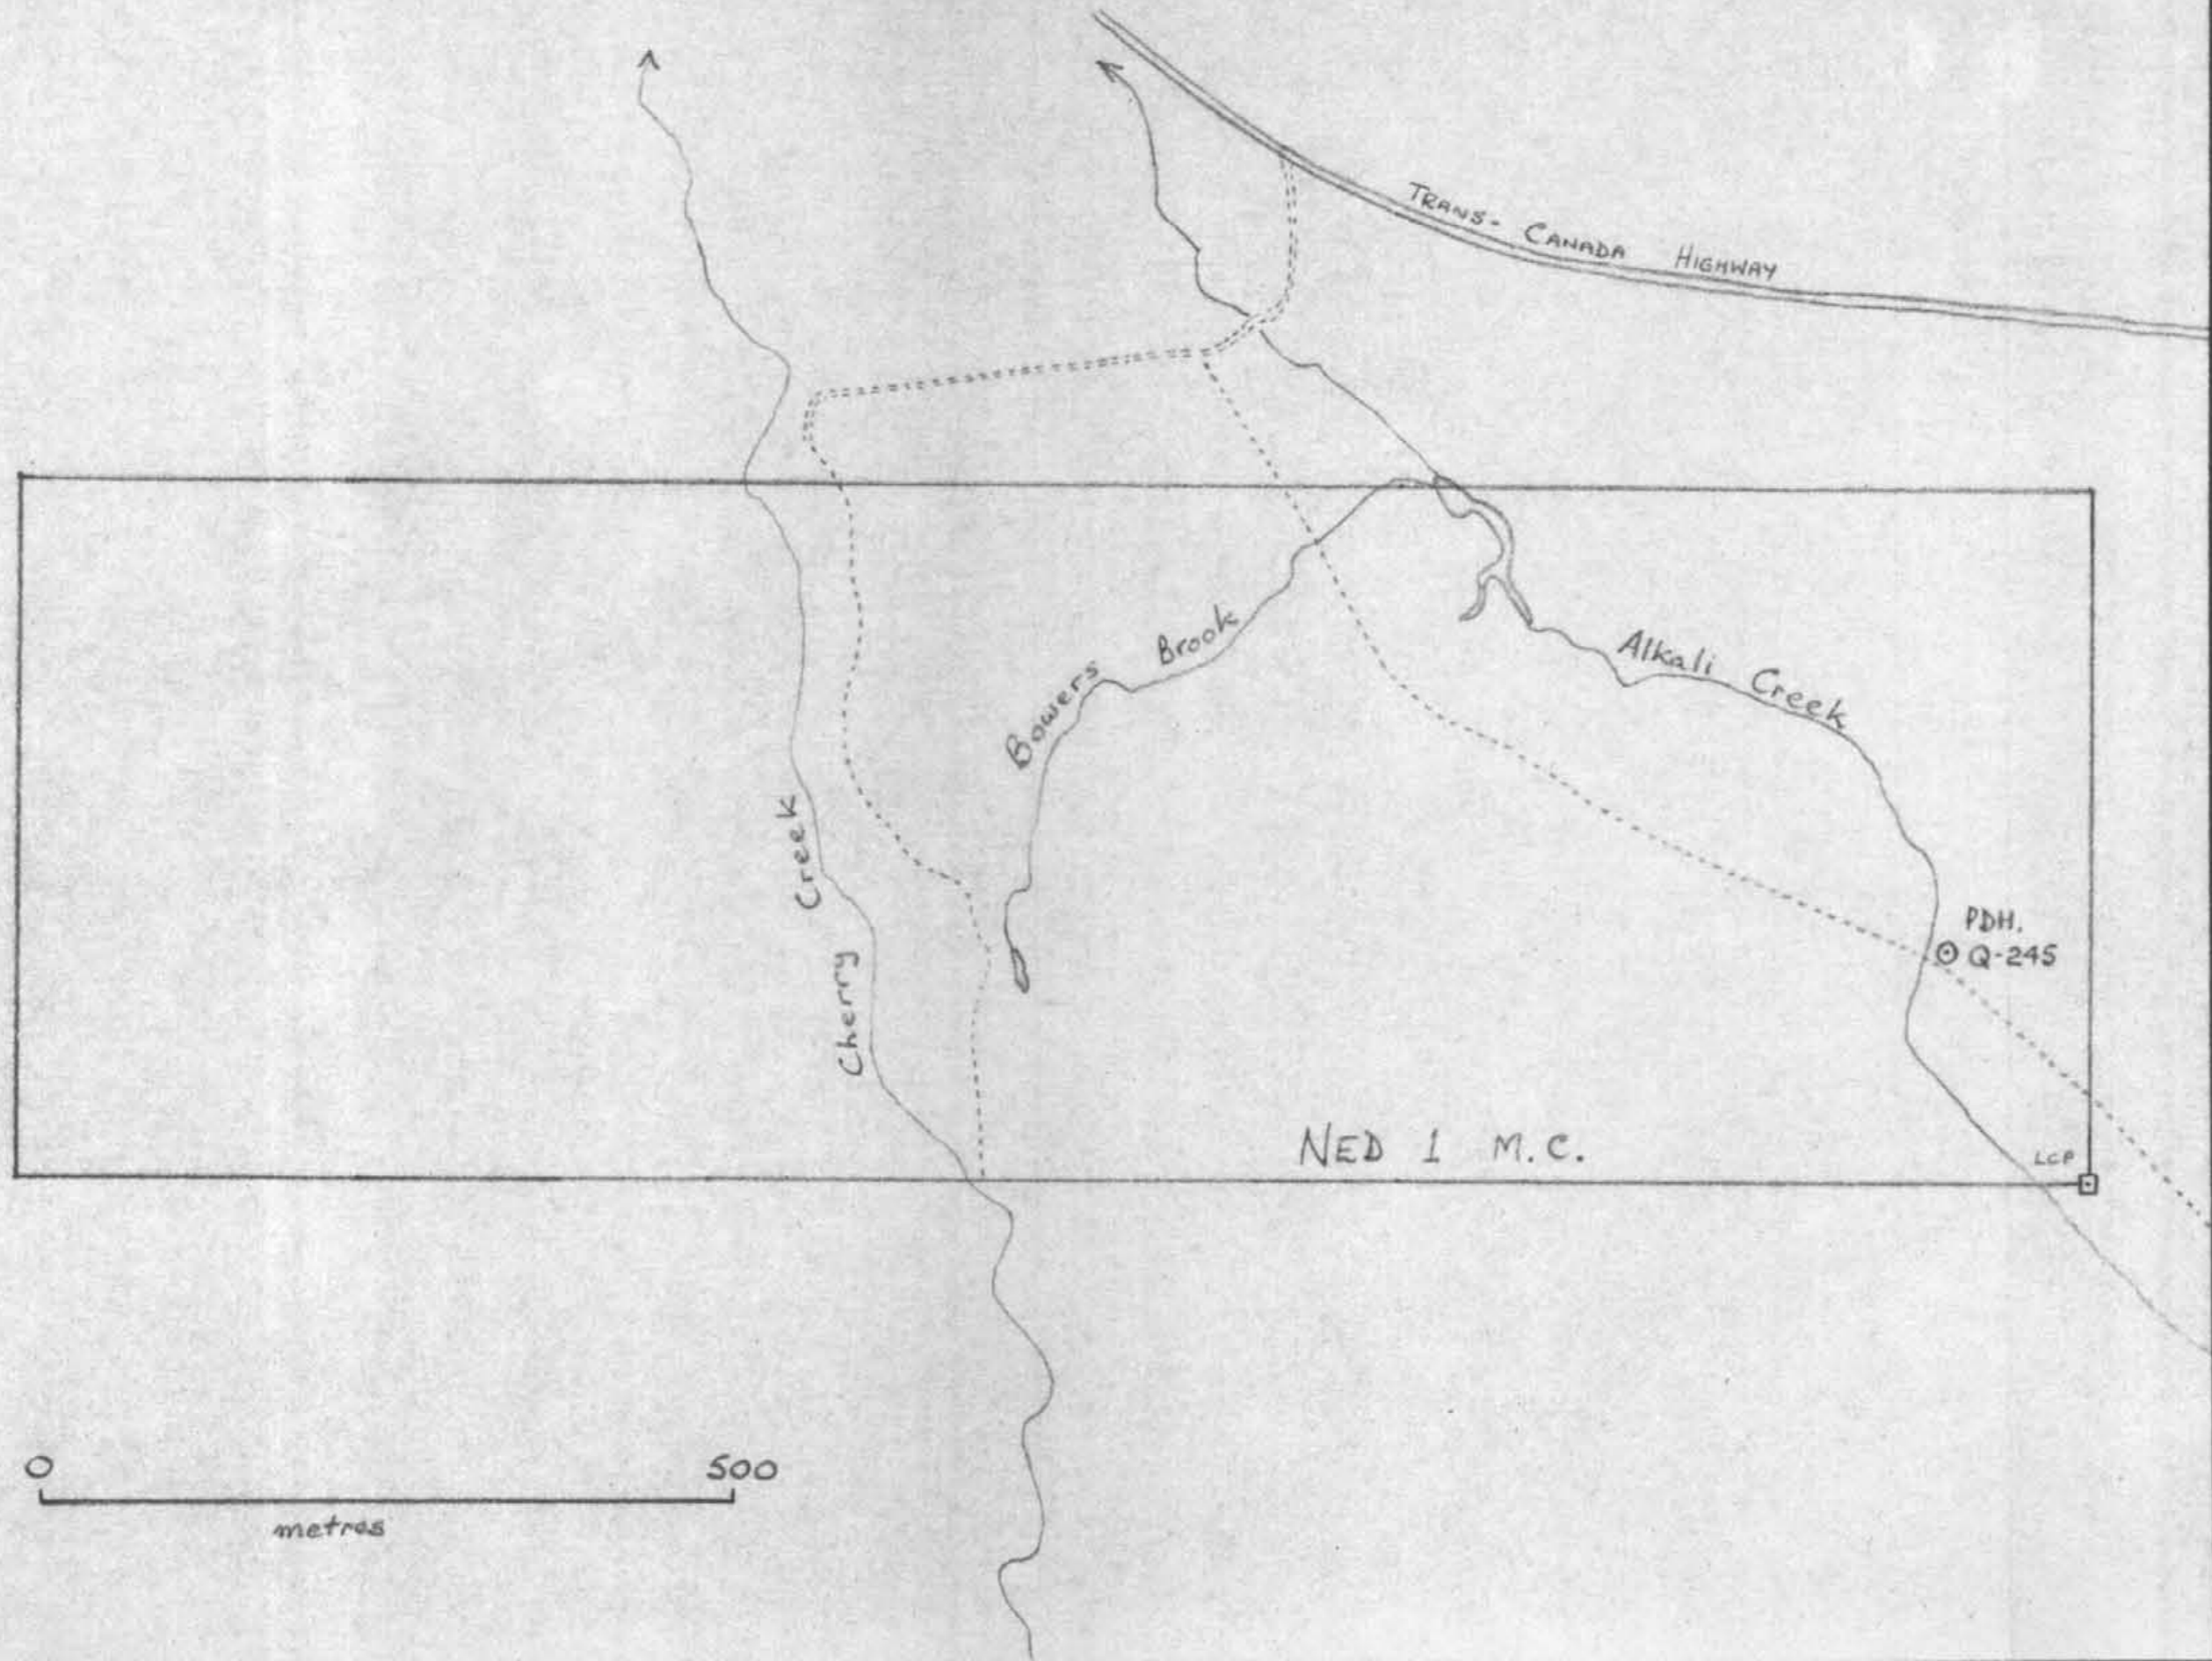 TRANS- CANADA HIGHWAY
Bowers Brook
Alkali Creek
Cherry Creek
PDH.
Q-245
NED 1 M.C.
LCP
0 500
metres